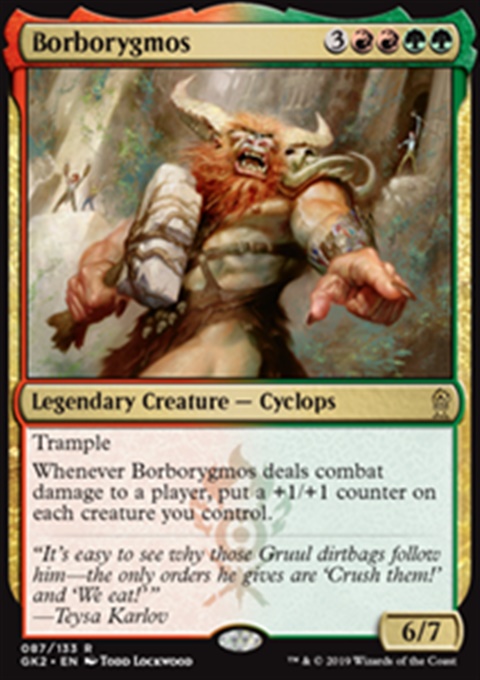 Borborygmos 3
Legendary Creature — Cyclops
Trample
Whenever Borborygmos deals combat
damage to a player, put a +1/+1 counter on
each creature you control.
"It's easy to see why those Gruul dirtbags follow
him—the only orders he gives are 'Crush them!'
and 'We eat!'"
—Teysa Karlov
6/7
087/133 R
GK2 • EN Todd Lockwood
™ & © 2019 Wizards of the Coast